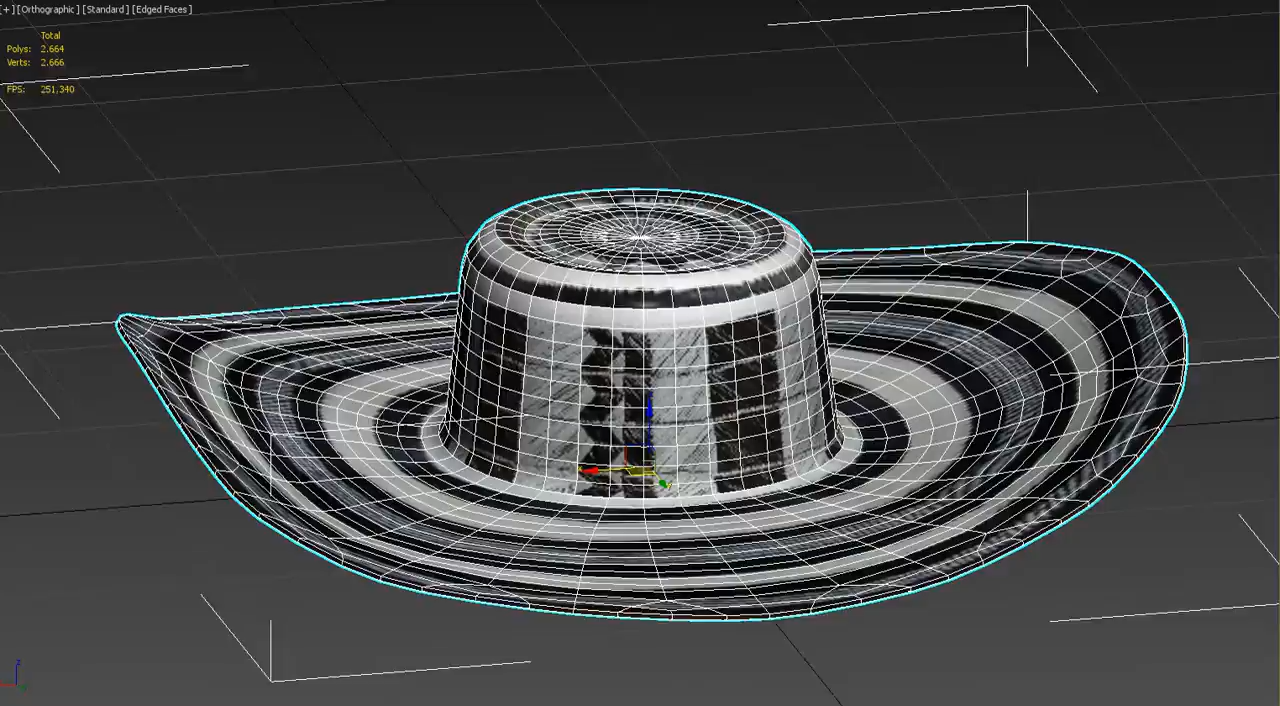 [+][Orthographic][Standard][Edged Faces]
Total
Polys: 2.664
Verts: 2.666
FPS: 251,340
z